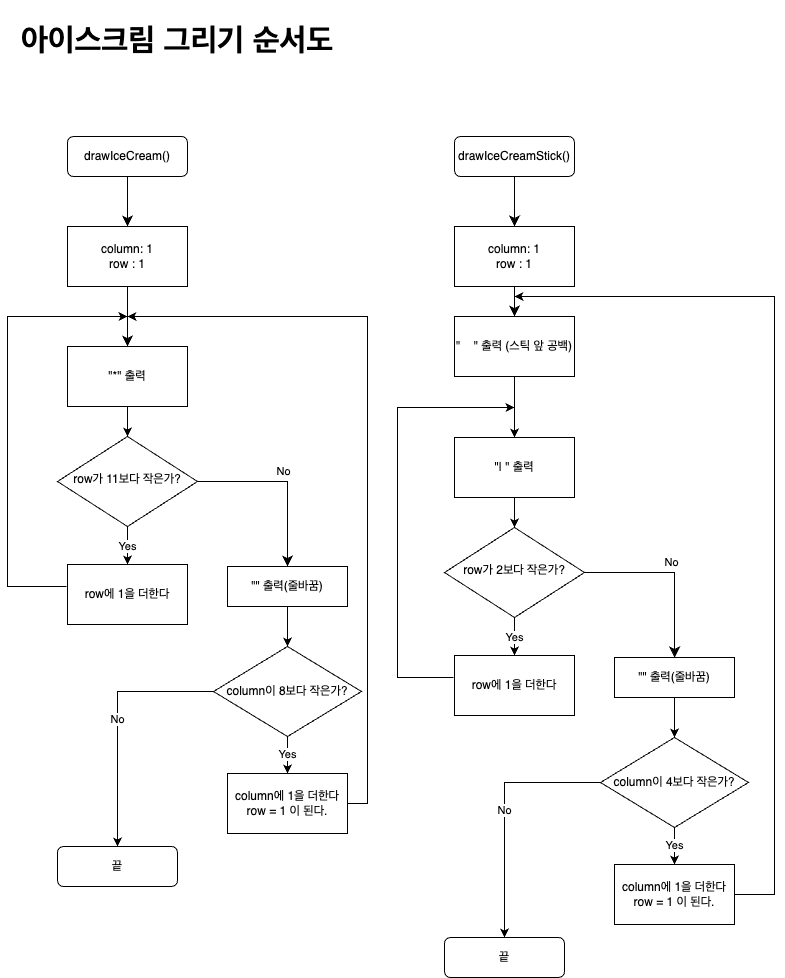 아이스크림 그리기 순서도
drawIceCream()
column: 1
row : 1
"*" 출력
row가 11보다 작은가?
No
Yes
row에 1을 더한다
"" 출력(줄바꿈)
column이 8보다 작은가?
No
Yes
column에 1을 더한다
row = 1 이 된다.
끝
drawIceCreamStick()
column: 1
row : 1
"    " 출력 (스틱 앞 공백)
"| " 출력
row가 2보다 작은가?
No
Yes
row에 1을 더한다
"" 출력(줄바꿈)
column이 4보다 작은가?
No
Yes
column에 1을 더한다
row = 1 이 된다.
끝